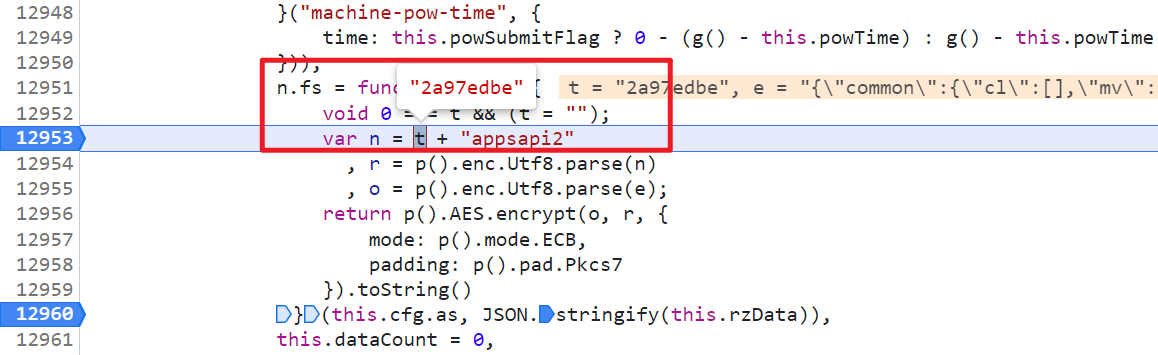 12948 }("machine-pow-time", {
12949 time: this.powSubmitFlag ? 0 - (g() - this.powTime) : g() - this.powTime
12950 })),
12951 n.fs = func "2a97edbe" { t = "2a97edbe", e = "{\"common\":{\"cl\":[],\"mv\":
12952 void 0 = t && (t = "");
12953 var n = t + "appsapi2"
12954 , r = p().enc.Utf8.parse(n)
12955 , o = p().enc.Utf8.parse(e);
12956 return p().AES.encrypt(o, r, {
12957 mode: p().mode.ECB,
12958 padding: p().pad.Pkcs7
12959 }).toString()
12960 }(this.cfg.as, JSON.stringify(this.rzData)),
12961 this.dataCount = 0,